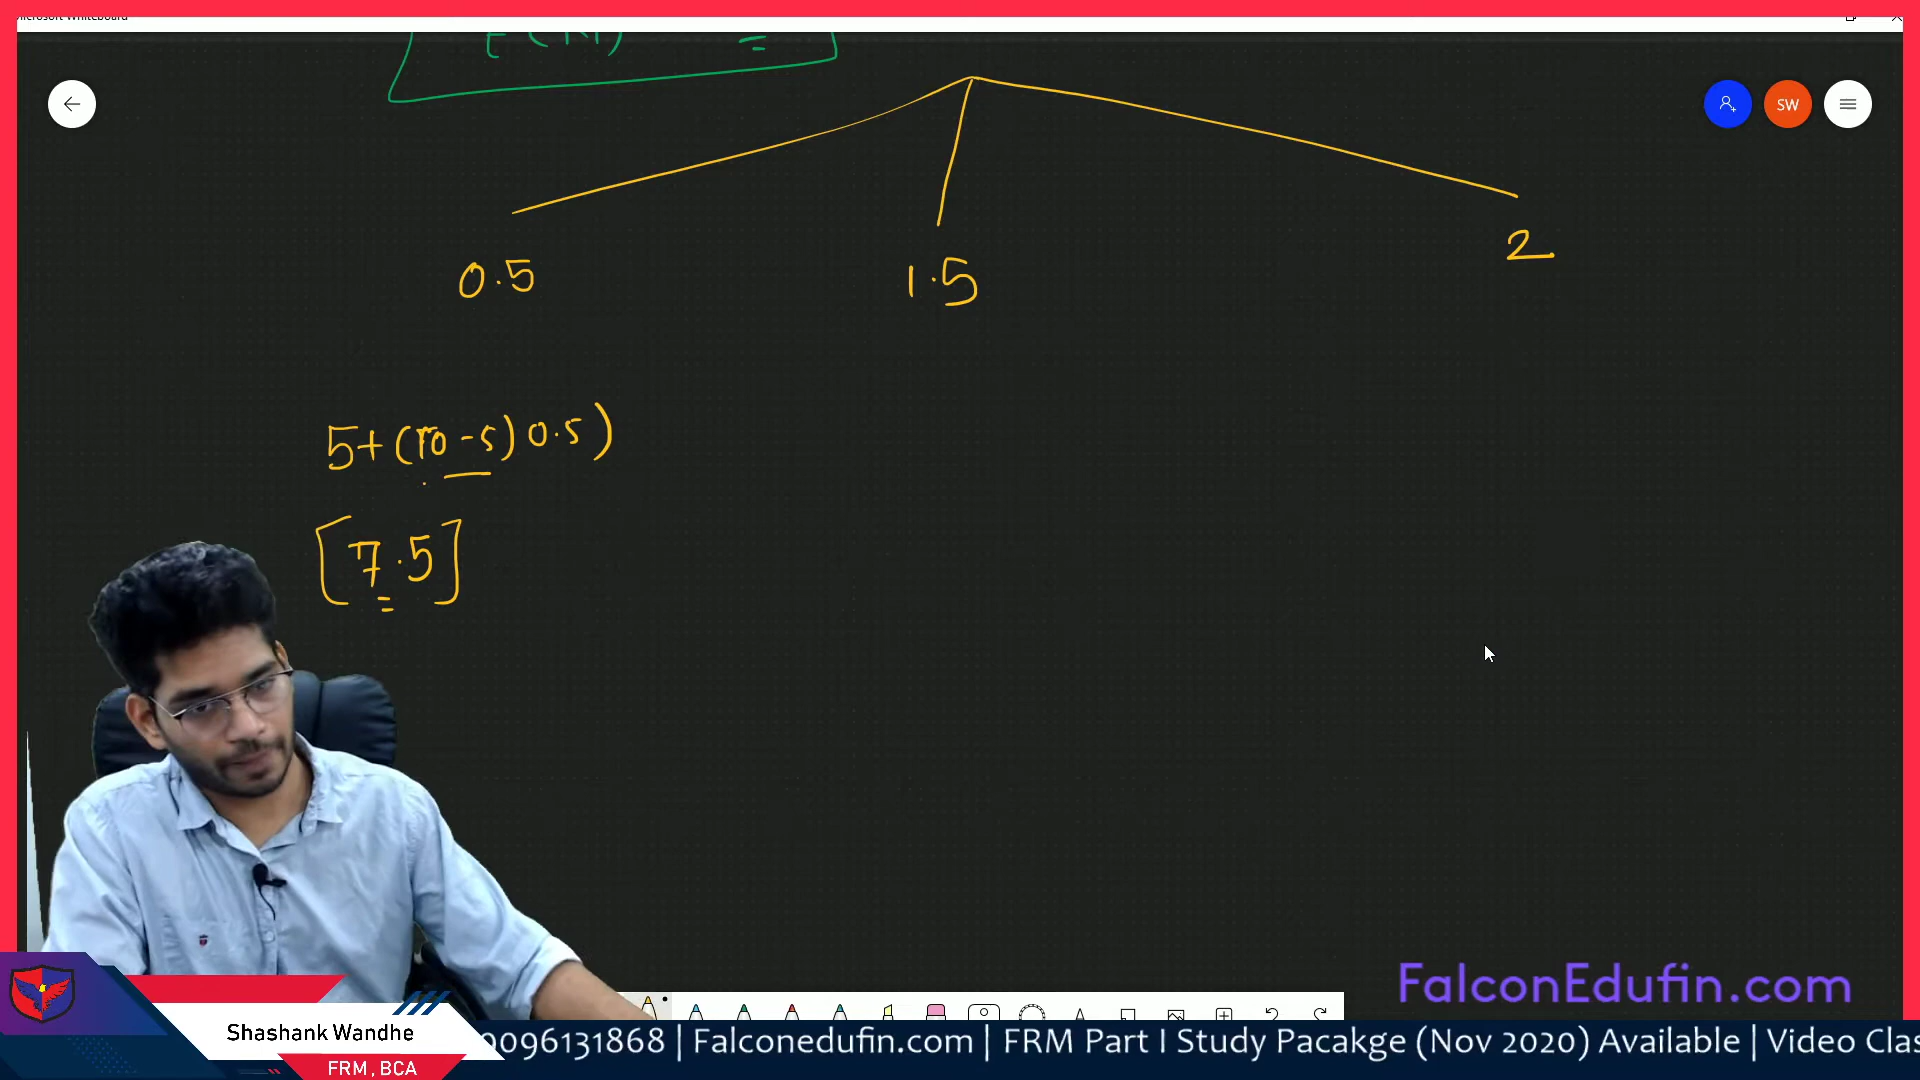 SW
0.5
1.5
2
5+(10-5)0.5)
[7.5]
FalconEdufin.com
Shashank Wandhe
FRM, BCA
0096131868 | Falconedufin.com | FRM Part I Study Pacakge (Nov 2020) Available | Video Clas